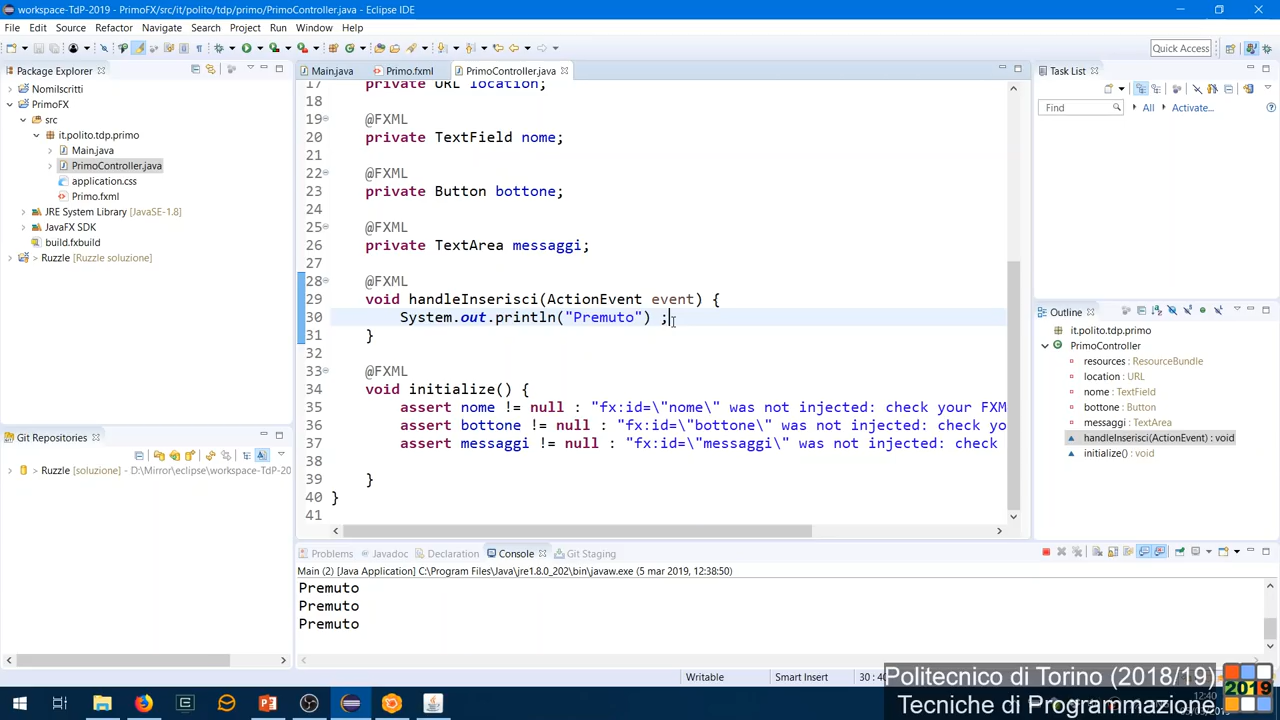 workspace-TdP-2019 - PrimoFX/src/it/polito/tdp/primo/PrimoController.java - Eclipse IDE
File Edit Source Refactor Navigate Search Project Run Window Help
Quick Access
Package Explorer
NomiIscritti
PrimoFX
src
it.polito.tdp.primo
Main.java
PrimoController.java
application.css
Primo.fxml
JRE System Library [JavaSE-1.8]
JavaFX SDK
build.fxbuild
> Ruzzle [Ruzzle soluzione]
Git Repositories
> Ruzzle [soluzione] - D:\Mirror\eclipse\workspace-TdP-20
Main.java Primo.fxml PrimoController.java
17 private URL location;
18
19 @FXML
20 private TextField nome;
21
22 @FXML
23 private Button bottone;
24
25 @FXML
26 private TextArea messaggi;
27
28 @FXML
29 void handleInserisci(ActionEvent event) {
30 System.out.println("Premuto") ;
31 }
32
33 @FXML
34 void initialize() {
35 assert nome != null : "fx:id=\"nome\" was not injected: check your FXM
36 assert bottone != null : "fx:id=\"bottone\" was not injected: check yo
37 assert messaggi != null : "fx:id=\"messaggi\" was not injected: check
38
39 }
40 }
41
Task List
Find All Activate...
Outline
it.polito.tdp.primo
PrimoController
resources : ResourceBundle
location : URL
nome : TextField
bottone : Button
messaggi : TextArea
handleInserisci(ActionEvent) : void
initialize() : void
Problems Javadoc Declaration Console Git Staging
Main (2) [Java Application] C:\Program Files\Java\jre1.8.0_202\bin\javaw.exe (5 mar 2019, 12:38:50)
Premuto
Premuto
Premuto
Writable Smart Insert
Politecnico di Torino (2018/19)
Tecniche di Programmazione
2019
12:40